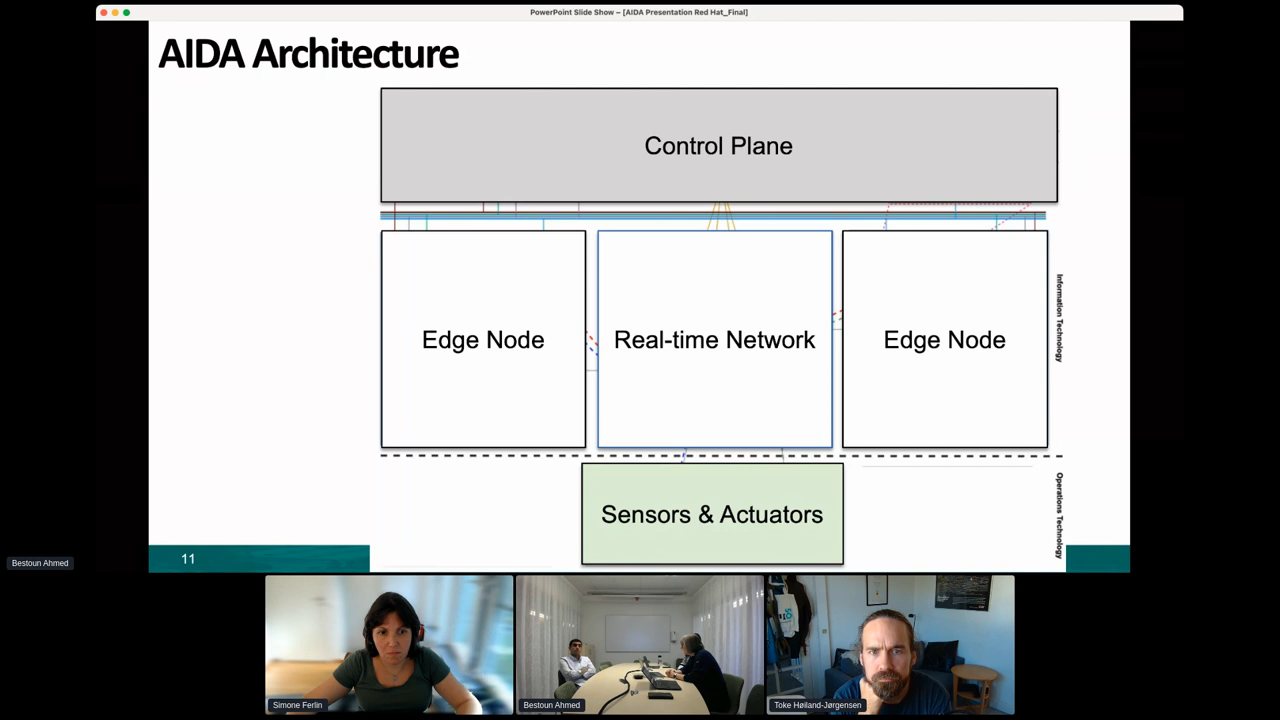 PowerPoint Slide Show – [AIDA Presentation Red Hat_Final]
AIDA Architecture
Control Plane
Edge Node
Real-time Network
Edge Node
Information Technology
Sensors & Actuators
Operations Technology
11
Bestoun Ahmed
Simone Ferlin
Bestoun Ahmed
Toke Høiland-Jørgensen